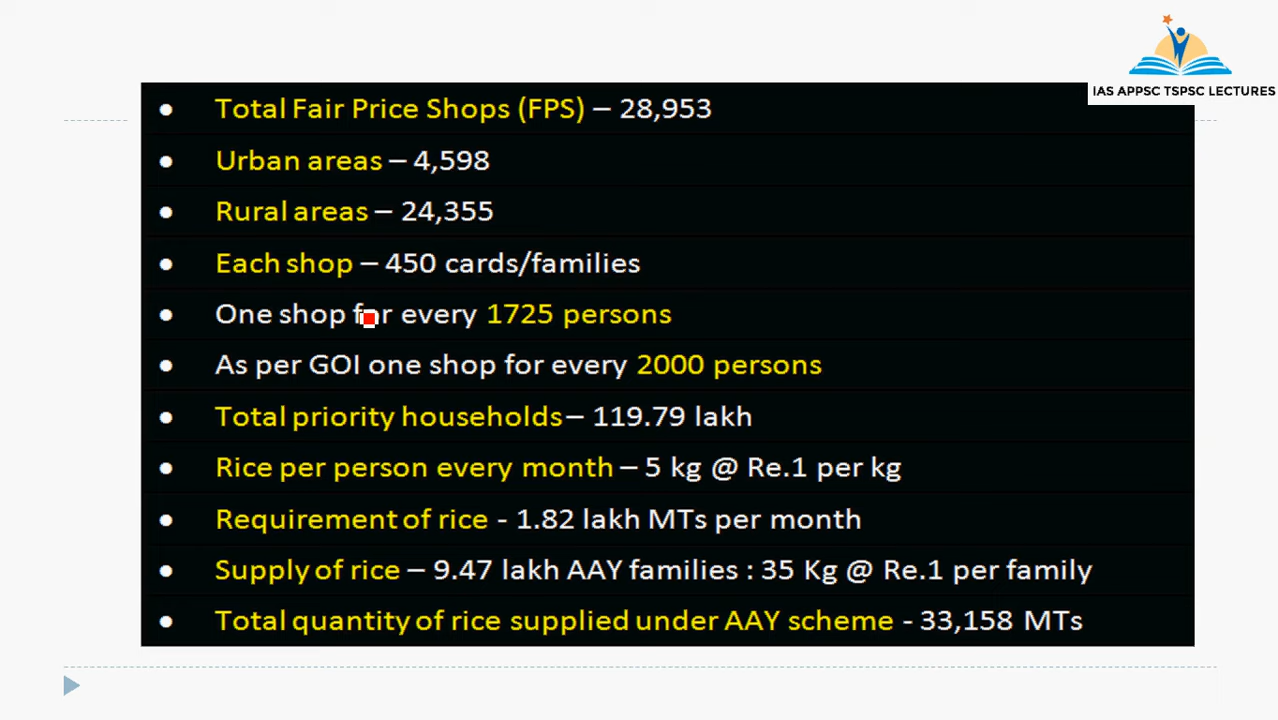 IAS APPSC TSPSC LECTURES
● Total Fair Price Shops (FPS) – 28,953
● Urban areas – 4,598
● Rural areas – 24,355
● Each shop – 450 cards/families
● One shop for every 1725 persons
● As per GOI one shop for every 2000 persons
● Total priority households – 119.79 lakh
● Rice per person every month – 5 kg @ Re.1 per kg
● Requirement of rice - 1.82 lakh MTs per month
● Supply of rice – 9.47 lakh AAY families : 35 Kg @ Re.1 per family
● Total quantity of rice supplied under AAY scheme - 33,158 MTs